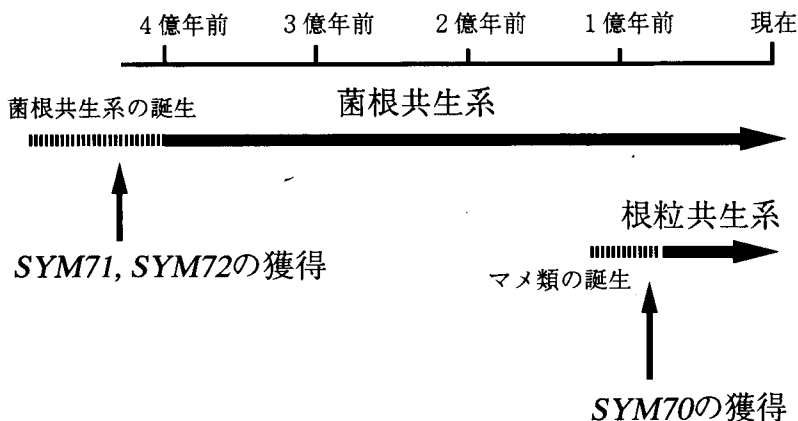 4億年前 3億年前 2億年前 1億年前 現在
菌根共生系の誕生
菌根共生系
根粒共生系
SYM71, SYM72の獲得
マメ類の誕生
SYM70の獲得